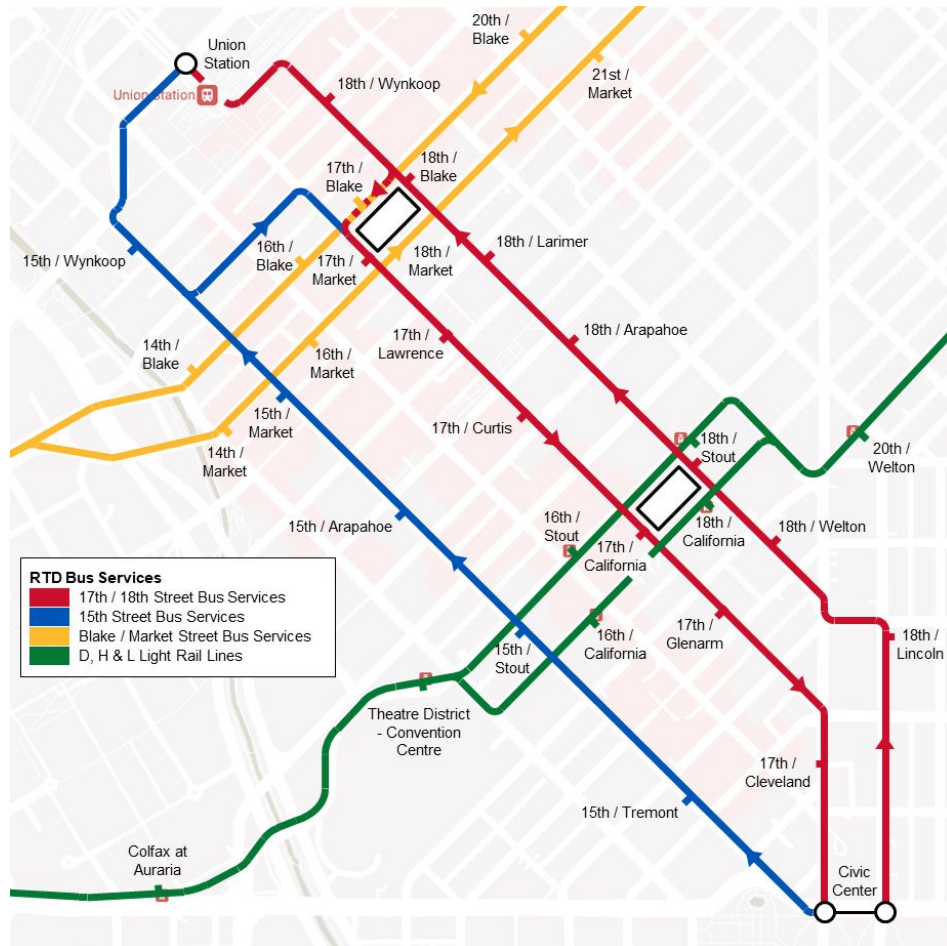 20th /
Blake
Union
Station
Union Station
18th / Wynkoop
21st /
Market
17th /
Blake
18th /
Blake
15th / Wynkoop
16th /
Blake
17th /
Market
18th /
Market
18th / Larimer
14th /
Blake
16th /
Market
17th /
Lawrence
18th / Arapahoe
15th /
Market
14th /
Market
17th / Curtis
18th /
Stout
20th /
Welton
15th / Arapahoe
16th /
Stout
17th /
California
18th /
California
18th / Welton
RTD Bus Services
17th / 18th Street Bus Services
15th Street Bus Services
Blake / Market Street Bus Services
D, H & L Light Rail Lines
15th /
Stout
16th /
California
17th /
Glenarm
18th /
Lincoln
Theatre District
- Convention
Centre
17th /
Cleveland
15th / Tremont
Colfax at
Auraria
Civic
Center